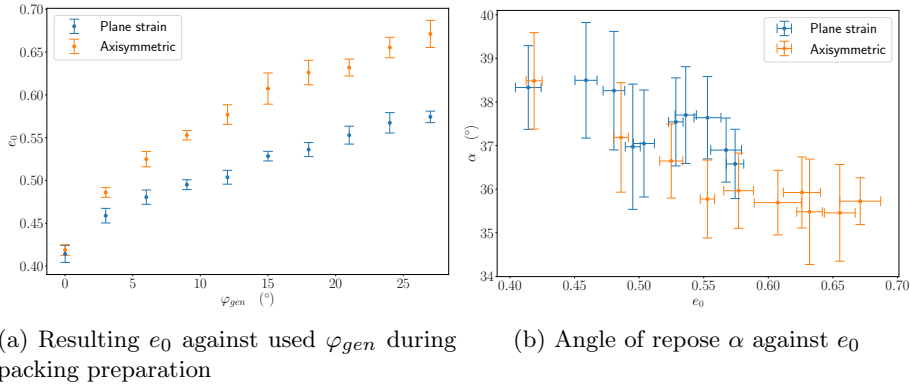 Plane strain
Axisymmetric
0.70
0.65
0.60
0.55
0.50
0.45
0.40
e₀
0 5 10 15 20 25
φ_gen (°)
(a) Resulting e₀ against used φ_gen during
packing preparation
Plane strain
Axisymmetric
40
39
38
37
36
35
34
α (°)
0.40 0.45 0.50 0.55 0.60 0.65 0.70
e₀
(b) Angle of repose α against e₀